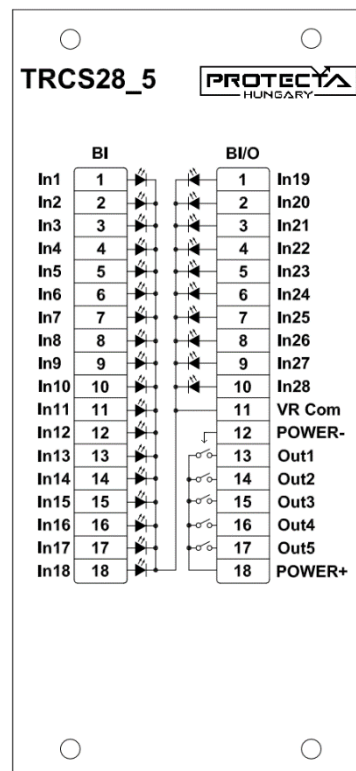 TRCS28_5 PROTECTA
HUNGARY
BI BI/O
In1 1 1 In19
In2 2 2 In20
In3 3 3 In21
In4 4 4 In22
In5 5 5 In23
In6 6 6 In24
In7 7 7 In25
In8 8 8 In26
In9 9 9 In27
In10 10 10 In28
In11 11 11 VR Com
In12 12 12 POWER-
In13 13 13 Out1
In14 14 14 Out2
In15 15 15 Out3
In16 16 16 Out4
In17 17 17 Out5
In18 18 18 POWER+